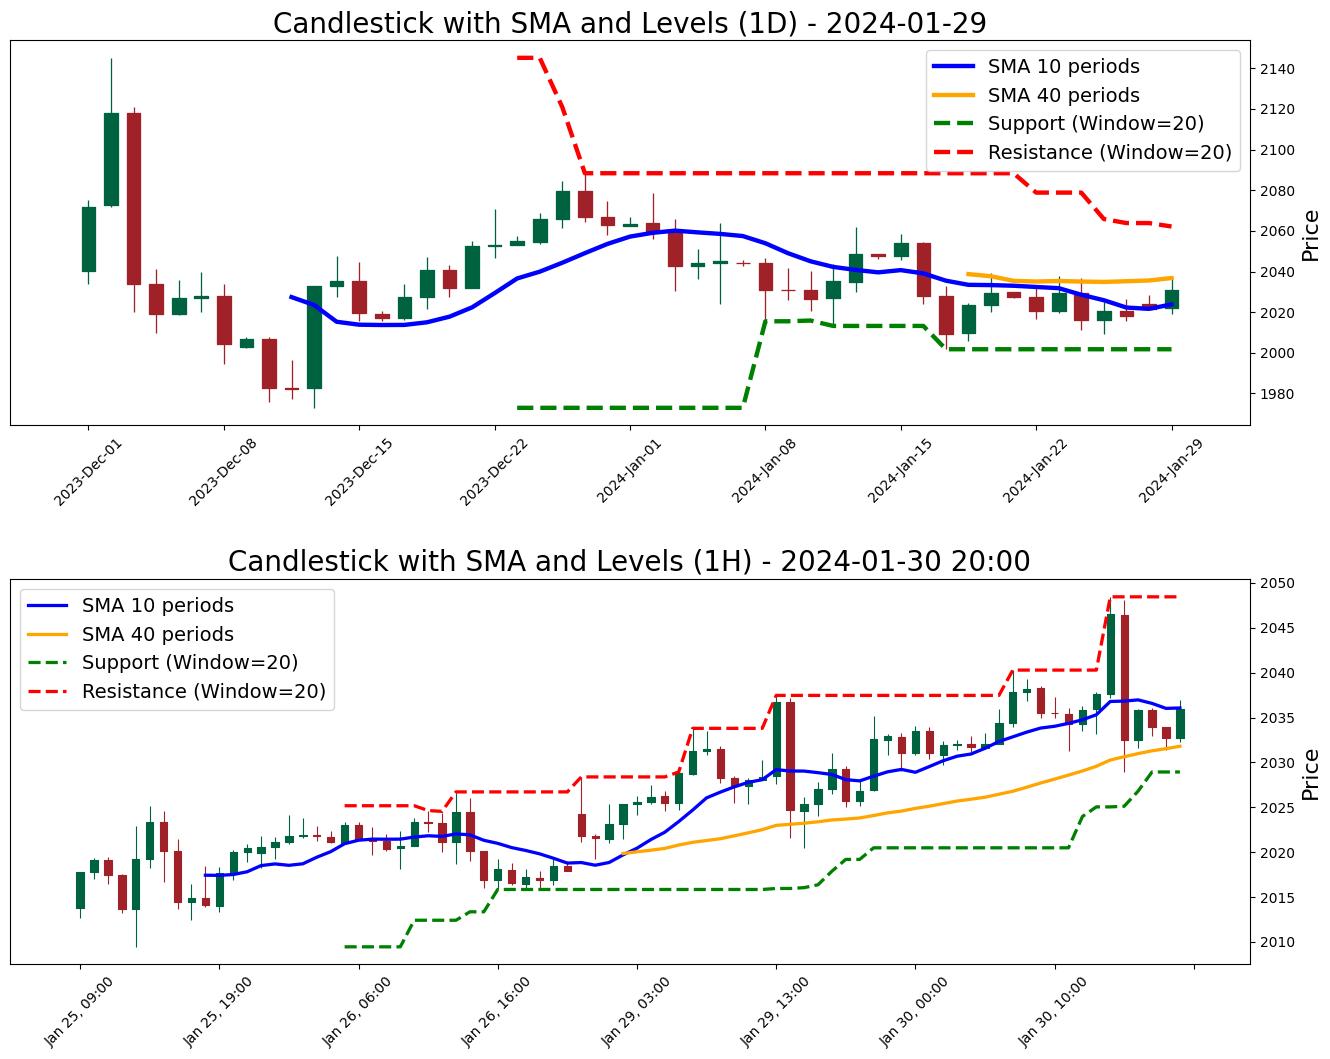 Candlestick with SMA and Levels (1D) - 2024-01-29
SMA 10 periods
SMA 40 periods
Support (Window=20)
Resistance (Window=20)
2140
2120
2100
2080
2060
2040
2020
2000
1980
Price
2023-Dec-01
2023-Dec-08
2023-Dec-15
2023-Dec-22
2024-Jan-01
2024-Jan-08
2024-Jan-15
2024-Jan-22
2024-Jan-29
Candlestick with SMA and Levels (1H) - 2024-01-30 20:00
SMA 10 periods
SMA 40 periods
Support (Window=20)
Resistance (Window=20)
2050
2045
2040
2035
2030
2025
2020
2015
2010
Price
Jan 25, 09:00
Jan 25, 19:00
Jan 26, 06:00
Jan 26, 16:00
Jan 29, 03:00
Jan 29, 13:00
Jan 30, 00:00
Jan 30, 10:00